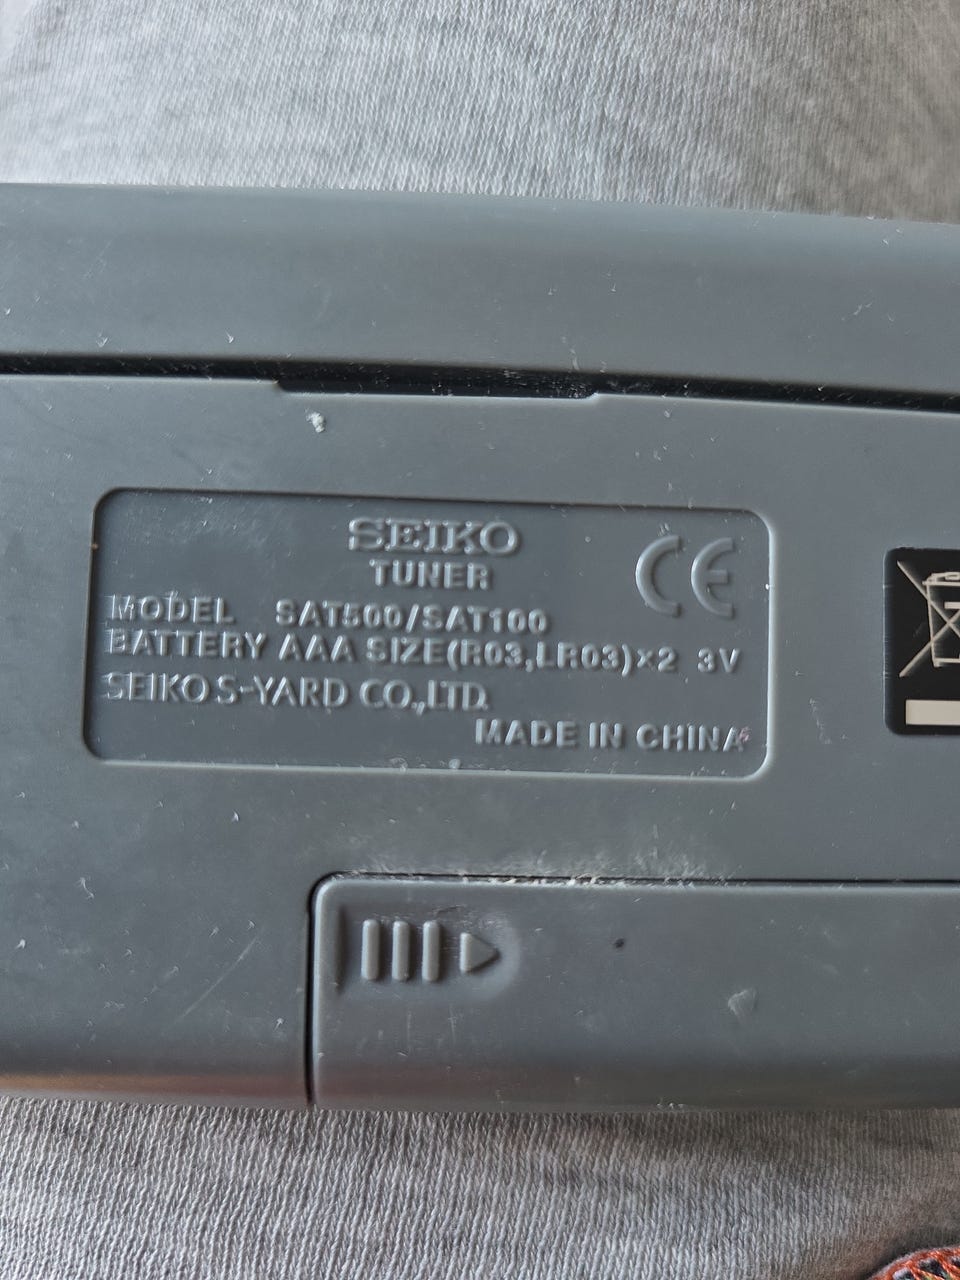 SEIKO
TUNER
CE
MODEL SAT500/SAT100
BATTERY AAA SIZE(R03,LR03)×2 3V
SEIKO S-YARD CO.,LTD.
MADE IN CHINA